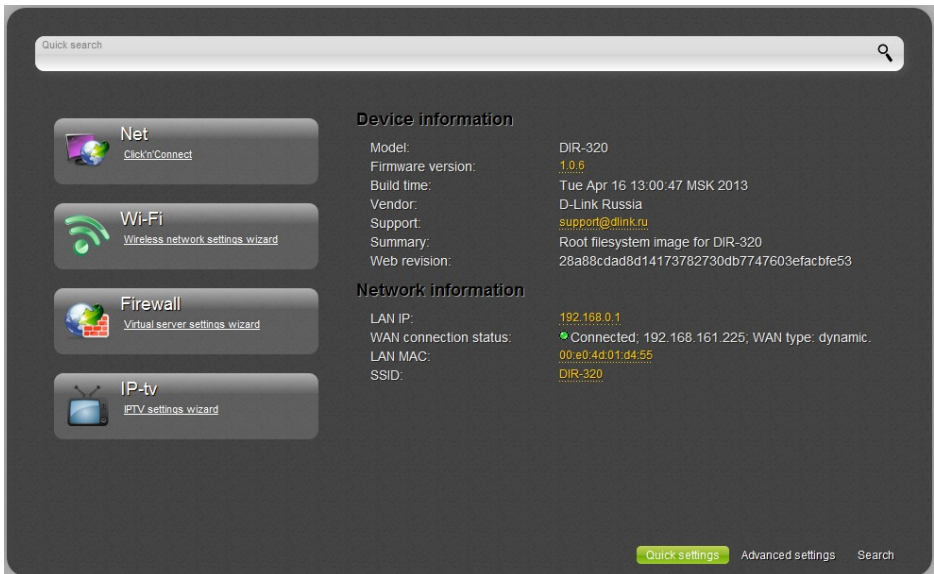 Quick search
Net
Click'n'Connect
Wi-Fi
Wireless network settings wizard
Firewall
Virtual server settings wizard
IP-tv
IPTV settings wizard
Device information
Model: DIR-320
Firmware version: 1.0.6
Build time: Tue Apr 16 13:00:47 MSK 2013
Vendor: D-Link Russia
Support: support@dlink.ru
Summary: Root filesystem image for DIR-320
Web revision: 28a88cdad8d14173782730db7747603efacbfe53
Network information
LAN IP: 192.168.0.1
WAN connection status: Connected; 192.168.161.225; WAN type: dynamic.
LAN MAC: 00:e0:4d:01:d4:55
SSID: DIR-320
Quick settings Advanced settings Search